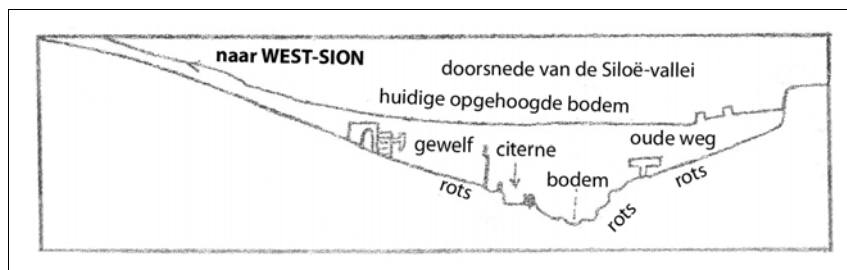 naar WEST-SION
doorsnede van de Siloë-vallei
huidige opgehoogde bodem
oude weg
gewelf
citerne
bodem
rots
rots
rots